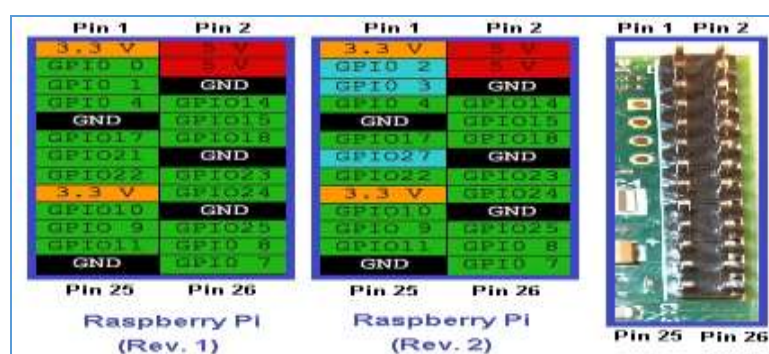 Pin 1 Pin 2
3.3 V 5 V
GPIO 0 5 V
GPIO 1 GND
GPIO 4 GPIO14
GND GPIO15
GPIO17 GPIO18
GPIO21 GND
GPIO22 GPIO23
3.3 V GPIO24
GPIO10 GND
GPIO 9 GPIO25
GPIO11 GPIO 8
GND GPIO 7
Pin 25 Pin 26
Raspberry Pi
(Rev. 1)
Pin 1 Pin 2
3.3 V 5 V
GPIO 2 5 V
GPIO 3 GND
GPIO 4 GPIO14
GND GPIO15
GPIO17 GPIO18
GPIO27 GND
GPIO22 GPIO23
3.3 V GPIO24
GPIO10 GND
GPIO 9 GPIO25
GPIO11 GPIO 8
GND GPIO 7
Pin 25 Pin 26
Raspberry Pi
(Rev. 2)
Pin 1 Pin 2
Pin 25 Pin 26